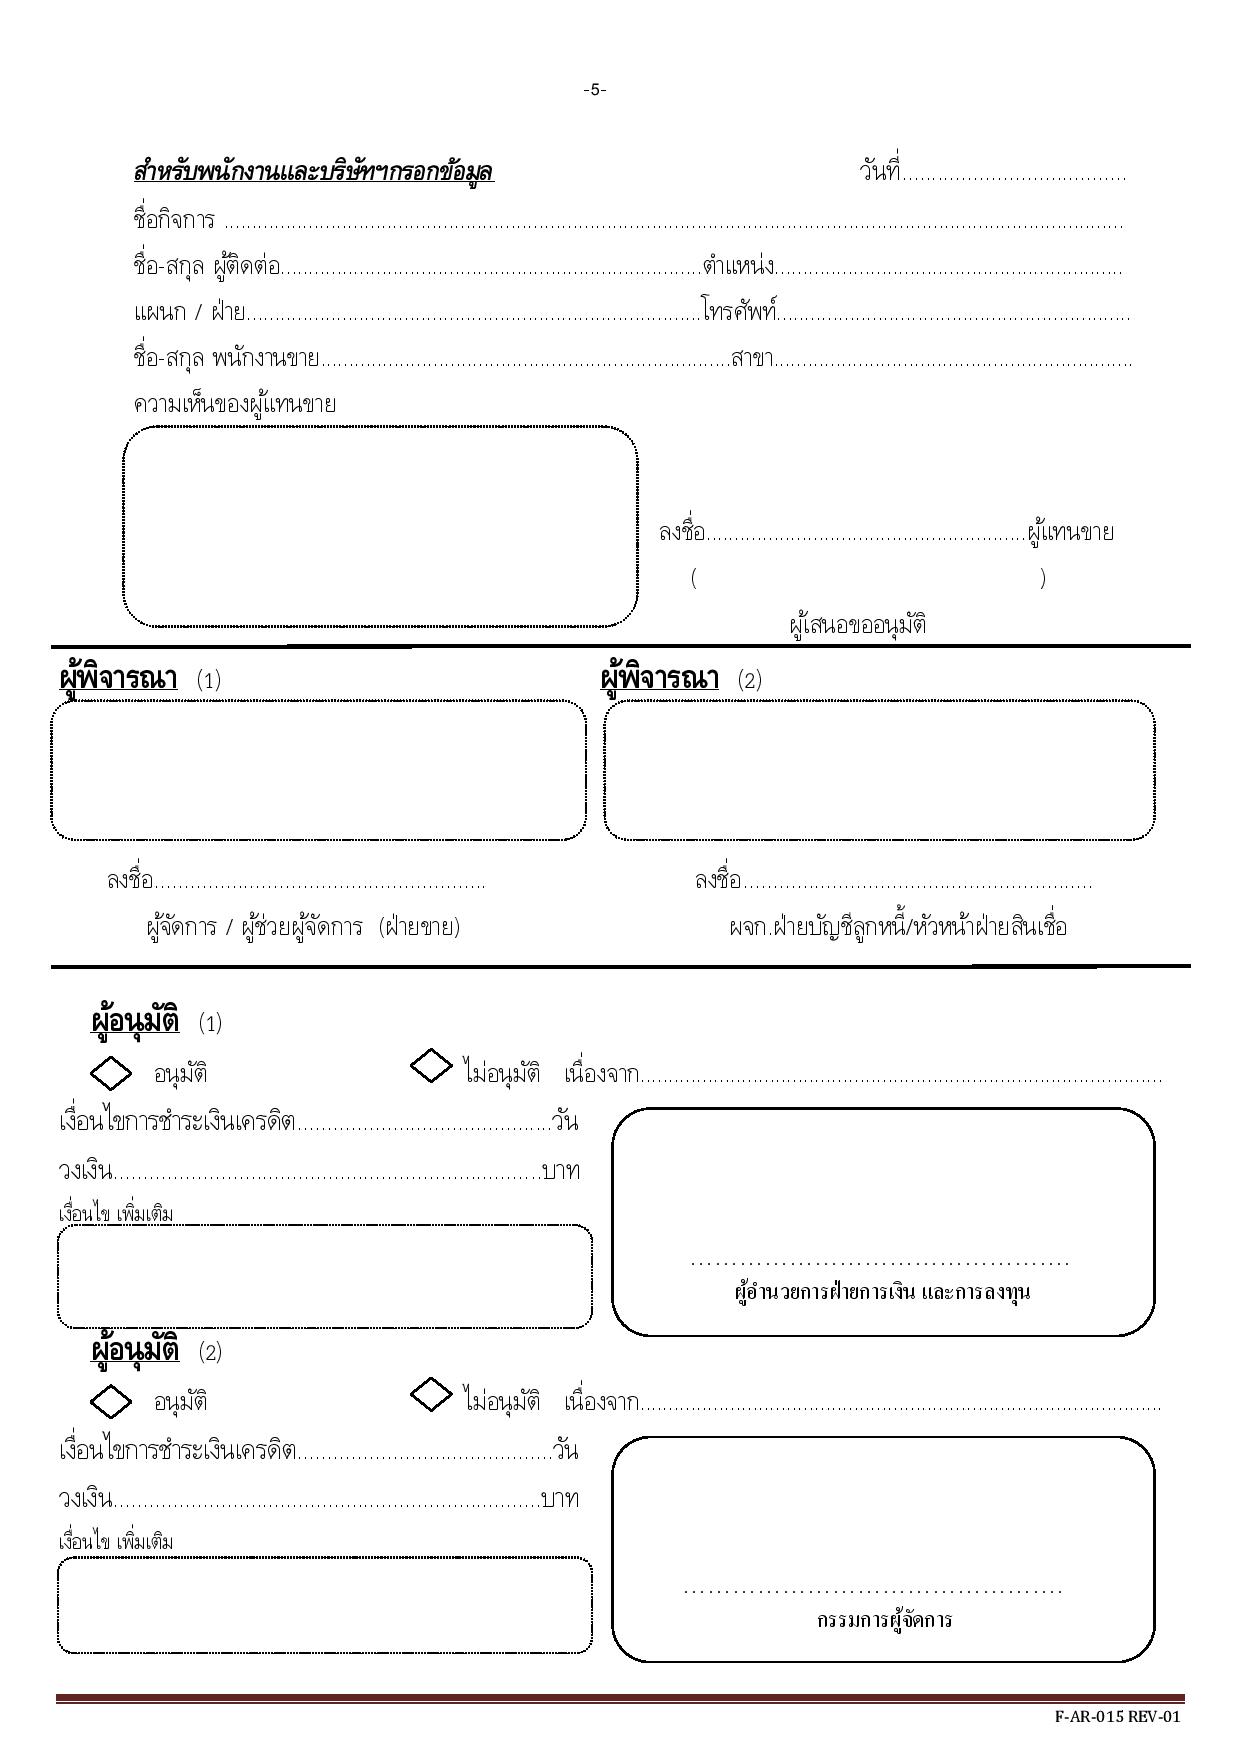 -5-
สำหรับพนักงานและบริษัทฯกรอกข้อมูล วันที่......................................
ชื่อกิจการ ................................................................................................................................................................
ชื่อ-สกุล ผู้ติดต่อ...........................................................................ตำแหน่ง..............................................................
แผนก / ฝ่าย.................................................................................โทรศัพท์...............................................................
ชื่อ-สกุล พนักงานขาย.........................................................................สาขา................................................................
ความเห็นของผู้แทนขาย
ลงชื่อ.........................................................ผู้แทนขาย
( )
ผู้เสนอขออนุมัติ
ผู้พิจารณา (1) ผู้พิจารณา (2)
ลงชื่อ........................................................ ลงชื่อ...........................................................
ผู้จัดการ / ผู้ช่วยผู้จัดการ (ฝ่ายขาย) ผจก.ฝ่ายบัญชีลูกหนี้/หัวหน้าฝ่ายสินเชื่อ
ผู้อนุมัติ (1)
อนุมัติ ไม่อนุมัติ เนื่องจาก.............................................................................................
เงื่อนไขการชำระเงินเครดิต...........................................วัน
วงเงิน.........................................................................บาท
เงื่อนไข เพิ่มเติม
..............................................
ผู้อำนวยการฝ่ายการเงิน และการลงทุน
ผู้อนุมัติ (2)
อนุมัติ ไม่อนุมัติ เนื่องจาก.............................................................................................
เงื่อนไขการชำระเงินเครดิต...........................................วัน
วงเงิน.........................................................................บาท
เงื่อนไข เพิ่มเติม
..............................................
กรรมการผู้จัดการ
F-AR-015 REV-01